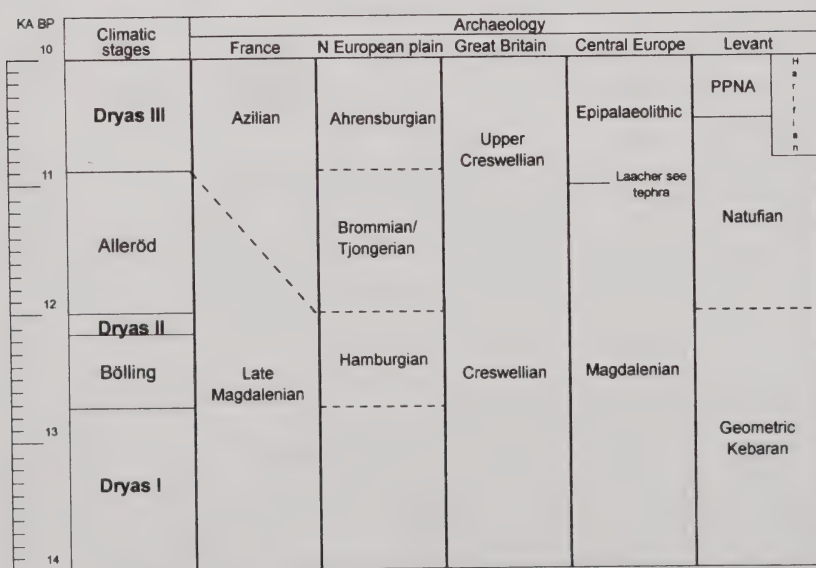 KA BP
Climatic
stages
Archaeology
France
N European plain
Great Britain
Central Europe
Levant
10
11
12
13
14
Dryas III
Alleröd
Dryas II
Bölling
Dryas I
Azilian
Late
Magdalenian
Ahrensburgian
Brommian/
Tjongerian
Hamburgian
Upper
Creswellian
Creswellian
Epipalaeolithic
Laacher see
tephra
Magdalenian
PPNA
Harifian
Natufian
Geometric
Kebaran